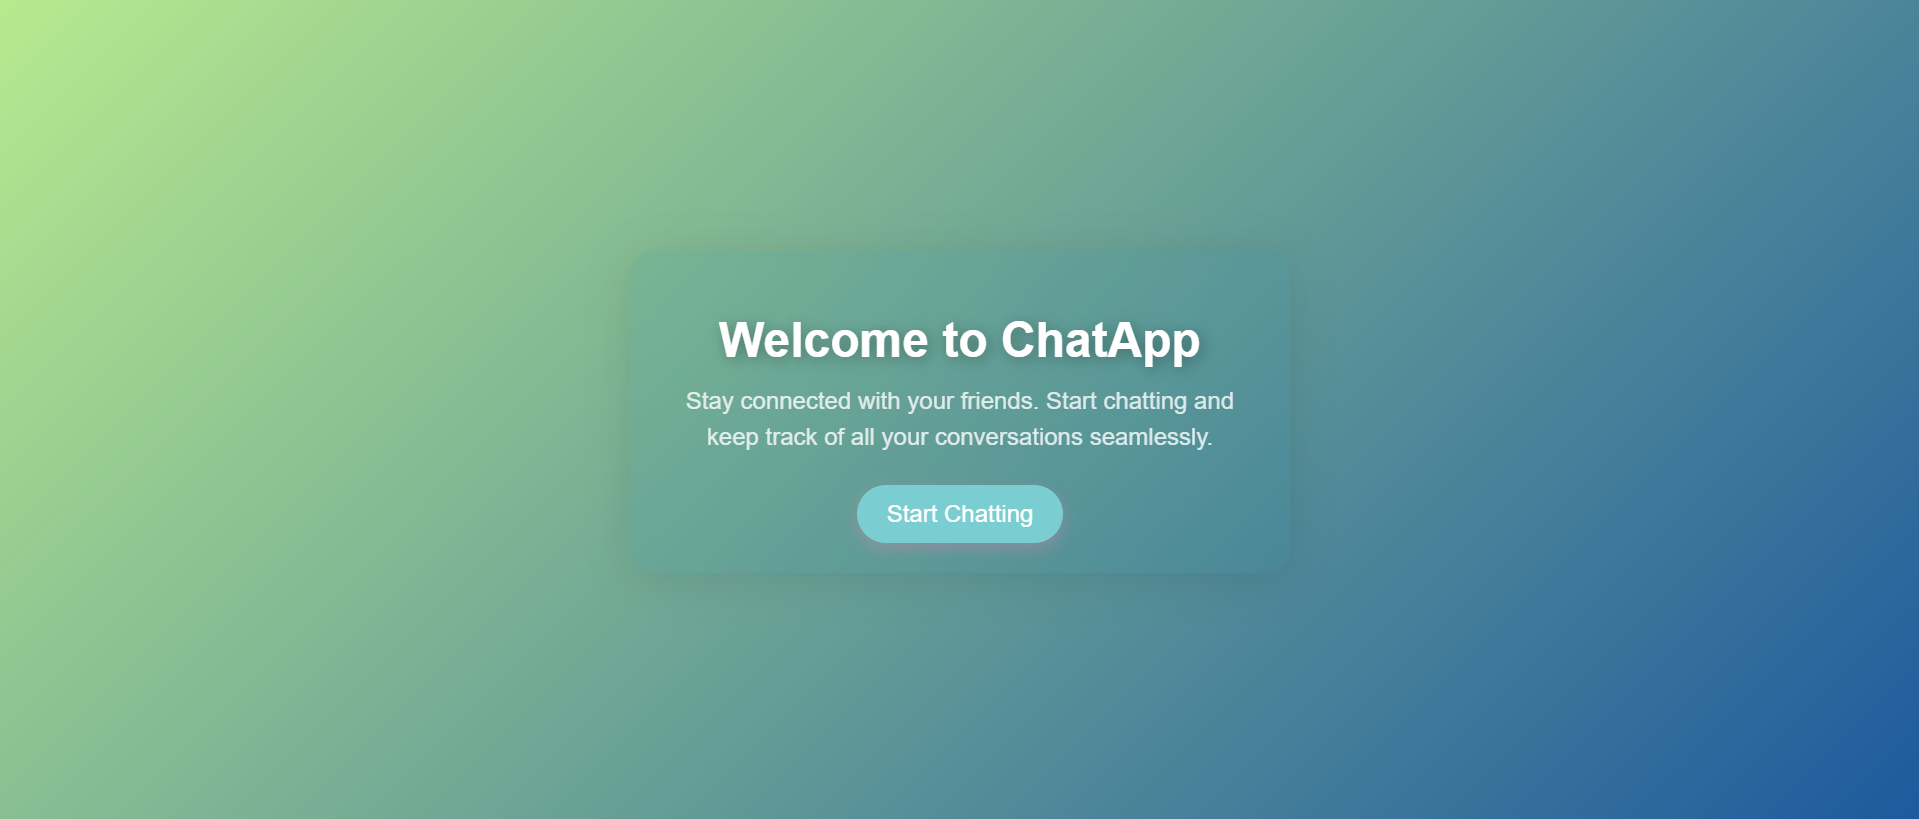 Welcome to ChatApp
Stay connected with your friends. Start chatting and
keep track of all your conversations seamlessly.
Start Chatting